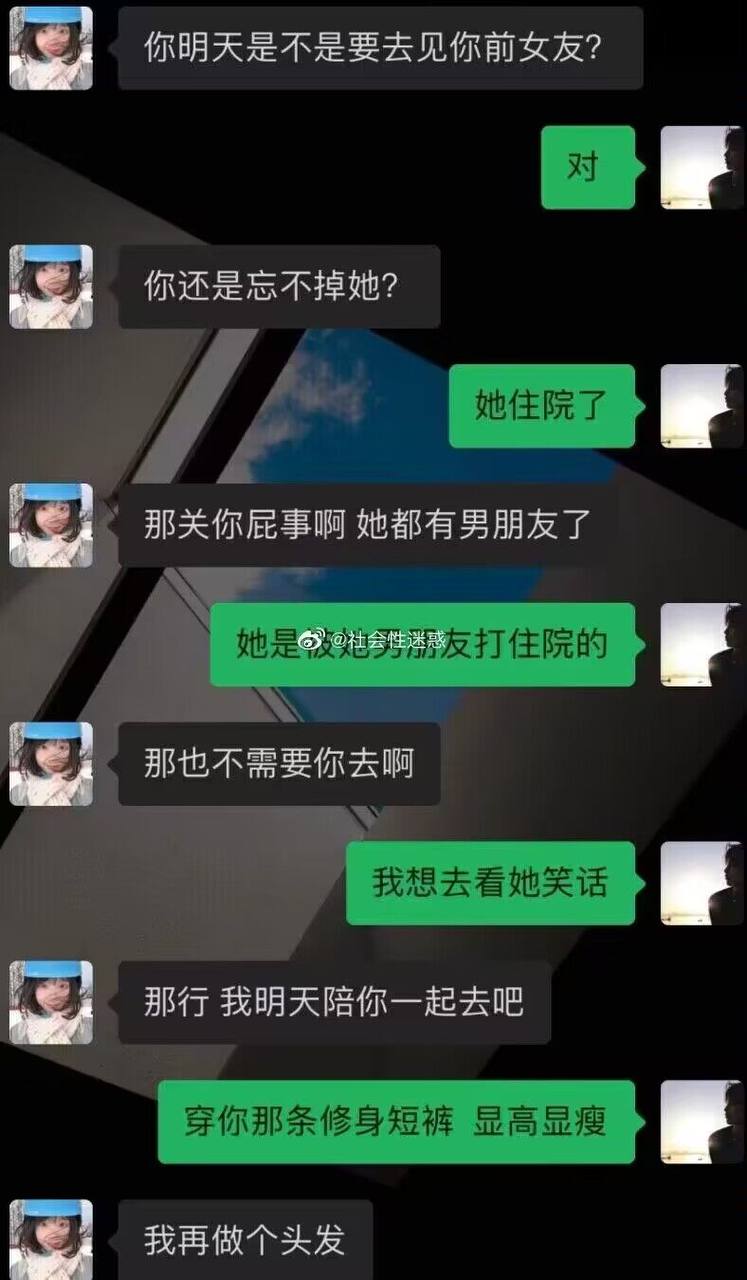 你明天是不是要去见你前女友？
对
你还是忘不掉她？
她住院了
那关你屁事啊 她都有男朋友了
她是被她男朋友打住院的
@社会性迷惑
那也不需要你去啊
我想去看她笑话
那行 我明天陪你一起去吧
穿你那条修身短裤 显高显瘦
我再做个头发